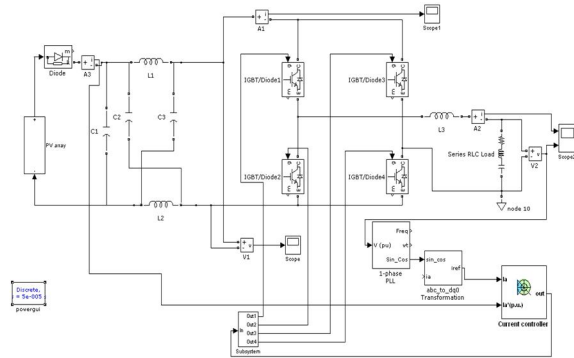 A1
Scope1
Diode
m
A3
L1
IGBT/Diode1
IGBT/Diode3
C1
C2
C3
PV array
L3
A2
Scope2
Series RLC Load
V2
IGBT/Diode2
IGBT/Diode4
L2
node 10
V1
Scope
V (pu)
Freq
wt
Sin_Cos
1-phase
PLL
sin_cos
ia
iref
abc_to_dq0
Transformation
Ia
Ia*(p.u.)
out
Current controller
Discrete,
= 5e-005
powergui
In
Out1
Out2
Out3
Out4
Subsystem